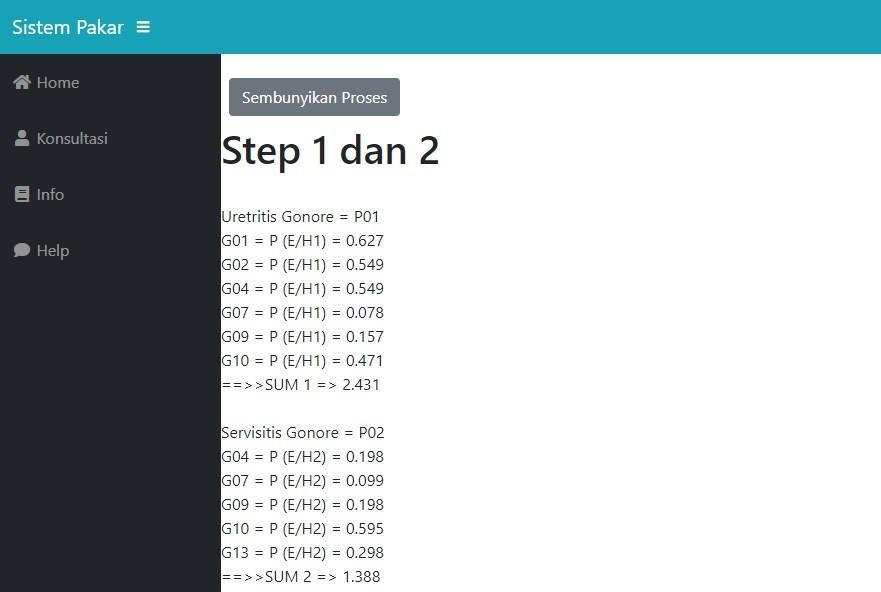 Sistem Pakar
Home
Konsultasi
Info
Help
Sembunyikan Proses
Step 1 dan 2
Uretritis Gonore = P01
G01 = P (E/H1) = 0.627
G02 = P (E/H1) = 0.549
G04 = P (E/H1) = 0.549
G07 = P (E/H1) = 0.078
G09 = P (E/H1) = 0.157
G10 = P (E/H1) = 0.471
==>>SUM 1 => 2.431
Servisitis Gonore = P02
G04 = P (E/H2) = 0.198
G07 = P (E/H2) = 0.099
G09 = P (E/H2) = 0.198
G10 = P (E/H2) = 0.595
G13 = P (E/H2) = 0.298
==>>SUM 2 => 1.388